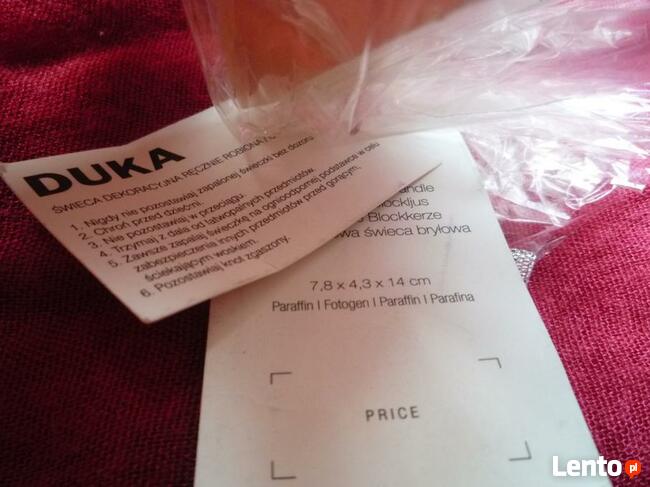 DUKA
ŚWIECA DEKORACYJNA RĘCZNIE ROBIONA
1. Nigdy nie pozostawiaj zapalonej świeczki bez dozoru
2. Chroń przed dziećmi.
3. Nie pozostawiaj w przeciągu.
4. Trzymaj z dala od łatwopalnych przedmiotów.
5. Zawsze zapalaj świeczkę na ognioodpornej podstawce w celu
zabezpieczenia innych przedmiotów przed gorącym,
ściekającym woskiem.
6. Pozostawiaj knot zgaszony.
andle
lockljus
Blockkerze
owa świeca bryłowa
7,8 x 4,3 x 14 cm
Paraffin I Fotogen I Paraffin I Parafina
PRICE
Lento.pl